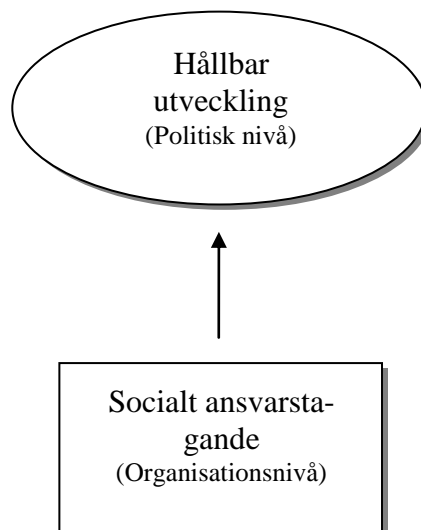 Hållbar
utveckling
(Politisk nivå)
Socialt ansvarsta-
gande
(Organisationsnivå)